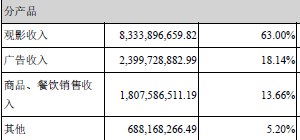 分产品
观影收入 8,333,896,659.82 63.00%
广告收入 2,399,728,882.99 18.14%
商品、餐饮销售收
入 1,807,586,511.19 13.66%
其他 688,168,266.49 5.20%